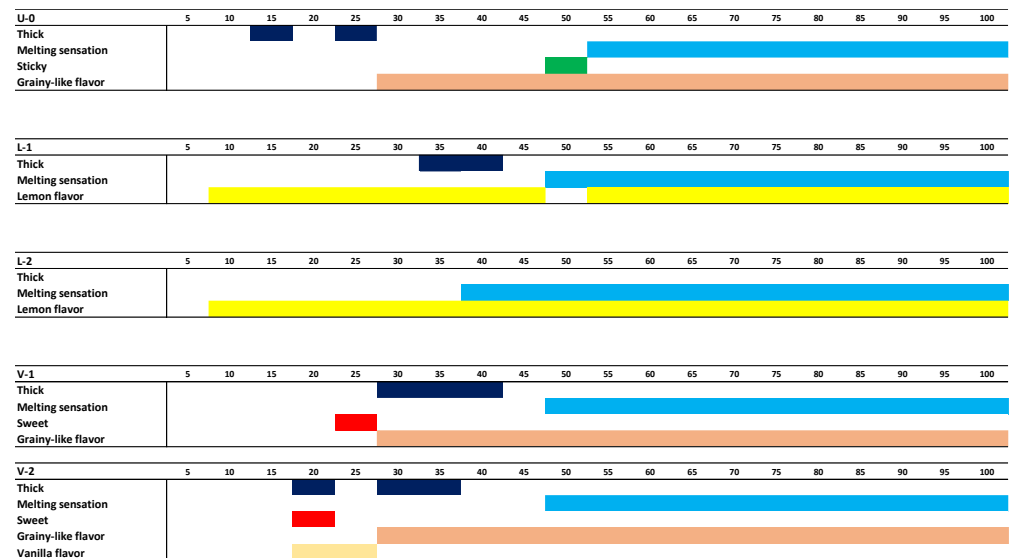 U-0 5 10 15 20 25 30 35 40 45 50 55 60 65 70 75 80 85 90 95 100
Thick
Melting sensation
Sticky
Grainy-like flavor
L-1 5 10 15 20 25 30 35 40 45 50 55 60 65 70 75 80 85 90 95 100
Thick
Melting sensation
Lemon flavor
L-2 5 10 15 20 25 30 35 40 45 50 55 60 65 70 75 80 85 90 95 100
Thick
Melting sensation
Lemon flavor
V-1 5 10 15 20 25 30 35 40 45 50 55 60 65 70 75 80 85 90 95 100
Thick
Melting sensation
Sweet
Grainy-like flavor
V-2 5 10 15 20 25 30 35 40 45 50 55 60 65 70 75 80 85 90 95 100
Thick
Melting sensation
Sweet
Grainy-like flavor
Vanilla flavor